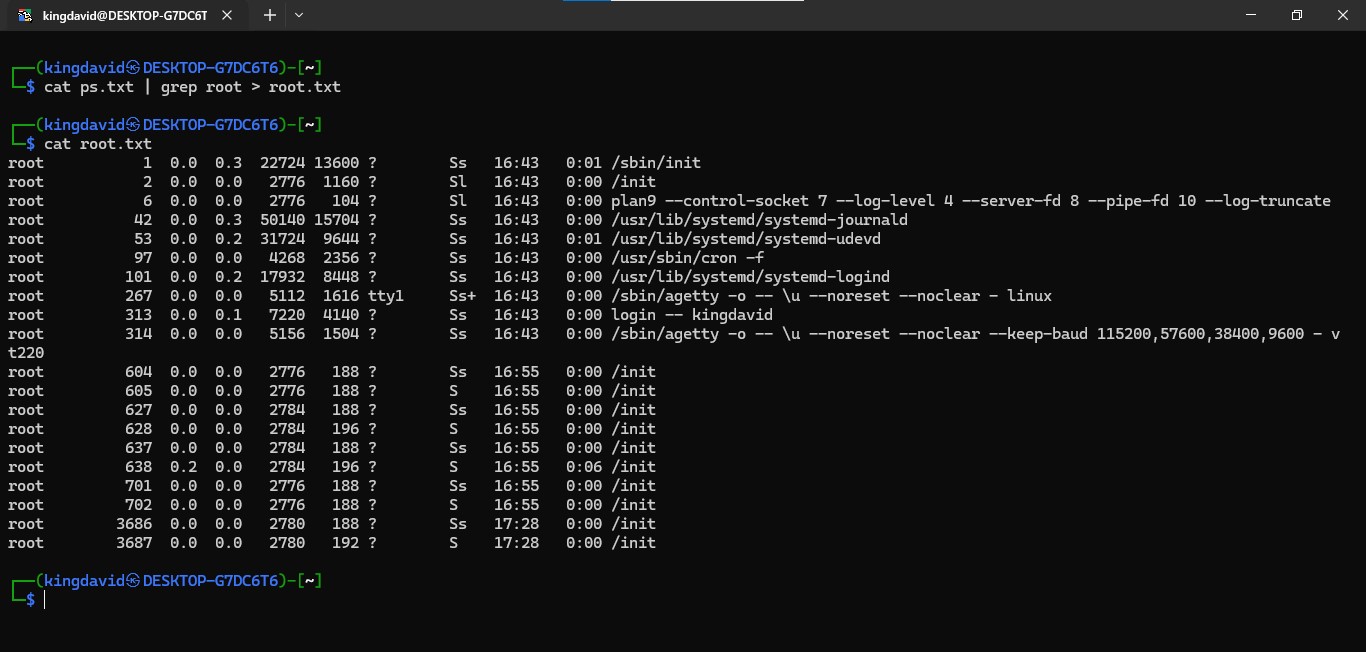 kingdavid@DESKTOP-G7DC6T
┌──(kingdavid㉿DESKTOP-G7DC6T6)-[~]
└─$ cat ps.txt | grep root > root.txt
┌──(kingdavid㉿DESKTOP-G7DC6T6)-[~]
└─$ cat root.txt
root           1  0.0  0.3  22724 13600 ?        Ss   16:43   0:01 /sbin/init
root           2  0.0  0.0   2776  1160 ?        Sl   16:43   0:00 /init
root           6  0.0  0.0   2776   104 ?        Sl   16:43   0:00 plan9 --control-socket 7 --log-level 4 --server-fd 8 --pipe-fd 10 --log-truncate
root          42  0.0  0.3  50140 15704 ?        Ss   16:43   0:00 /usr/lib/systemd/systemd-journald
root          53  0.0  0.2  31724  9644 ?        Ss   16:43   0:01 /usr/lib/systemd/systemd-udevd
root          97  0.0  0.0   4268  2356 ?        Ss   16:43   0:00 /usr/sbin/cron -f
root         101  0.0  0.2  17932  8448 ?        Ss   16:43   0:00 /usr/lib/systemd/systemd-logind
root         267  0.0  0.0   5112  1616 tty1     Ss+  16:43   0:00 /sbin/agetty -o -- \u --noreset --noclear - linux
root         313  0.0  0.1   7220  4140 ?        Ss   16:43   0:00 login -- kingdavid
root         314  0.0  0.0   5156  1504 ?        Ss   16:43   0:00 /sbin/agetty -o -- \u --noreset --noclear --keep-baud 115200,57600,38400,9600 - v
t220
root         604  0.0  0.0   2776   188 ?        Ss   16:55   0:00 /init
root         605  0.0  0.0   2776   188 ?        S    16:55   0:00 /init
root         627  0.0  0.0   2784   188 ?        Ss   16:55   0:00 /init
root         628  0.0  0.0   2784   196 ?        S    16:55   0:00 /init
root         637  0.0  0.0   2784   188 ?        Ss   16:55   0:00 /init
root         638  0.2  0.0   2784   196 ?        S    16:55   0:06 /init
root         701  0.0  0.0   2776   188 ?        Ss   16:55   0:00 /init
root         702  0.0  0.0   2776   188 ?        S    16:55   0:00 /init
root        3686  0.0  0.0   2780   188 ?        Ss   17:28   0:00 /init
root        3687  0.0  0.0   2780   192 ?        S    17:28   0:00 /init
┌──(kingdavid㉿DESKTOP-G7DC6T6)-[~]
└─$